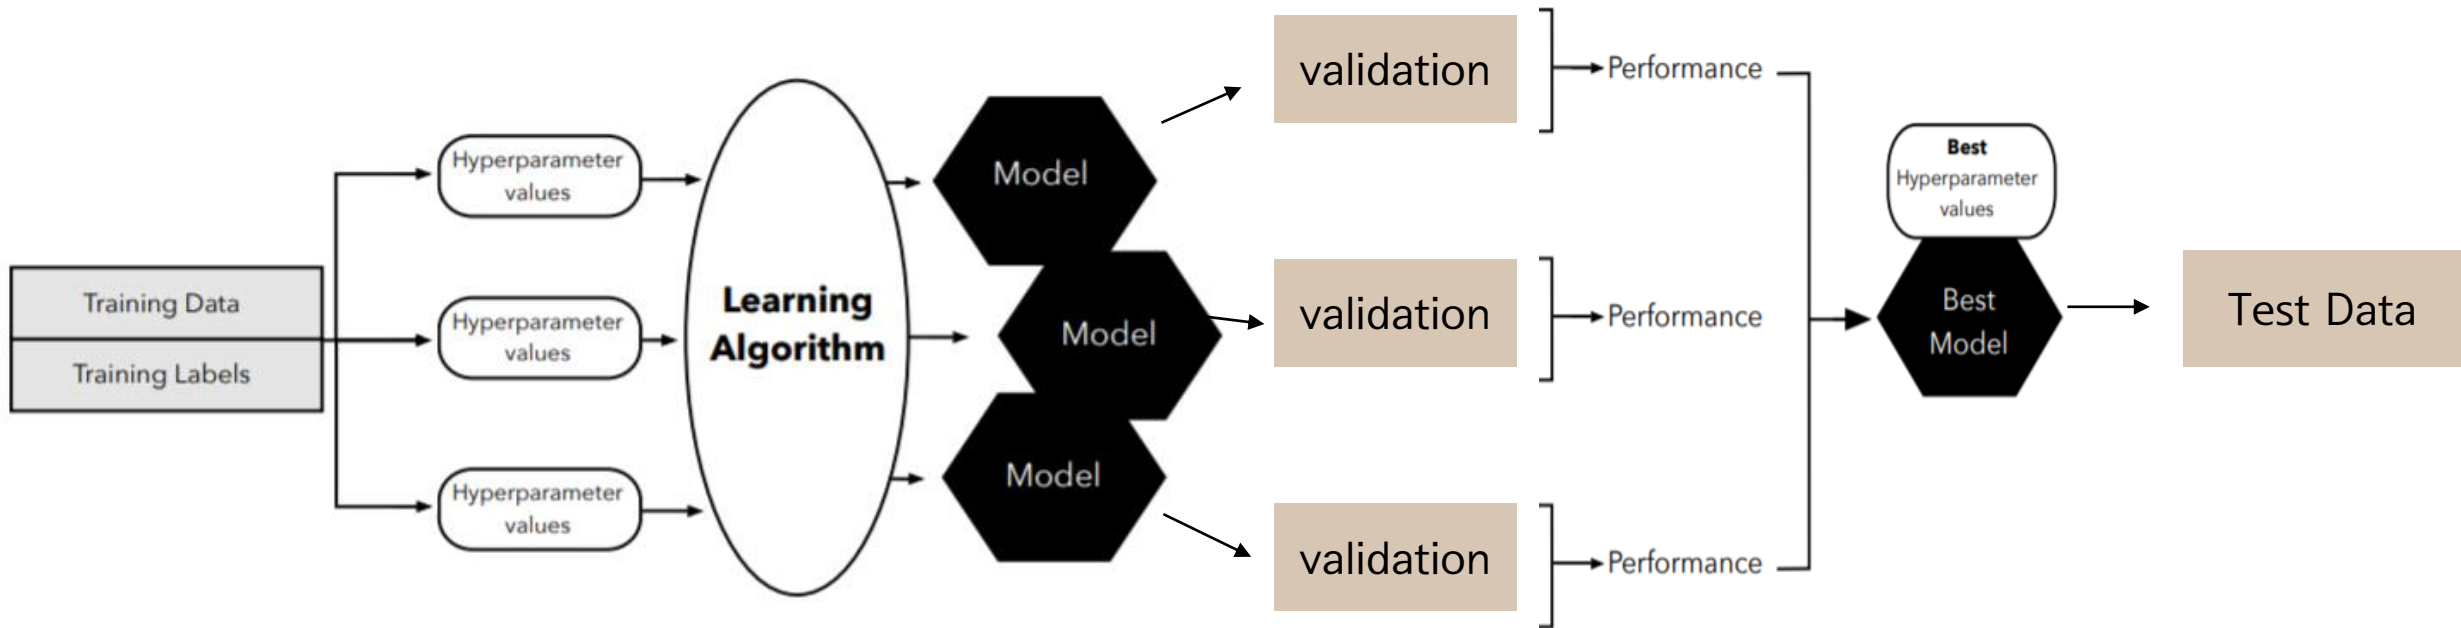 Training Data
Training Labels
Hyperparameter
values
Hyperparameter
values
Hyperparameter
values
Learning
Algorithm
Model
Model
Model
validation
validation
validation
Performance
Performance
Performance
Best
Hyperparameter
values
Best
Model
Test Data